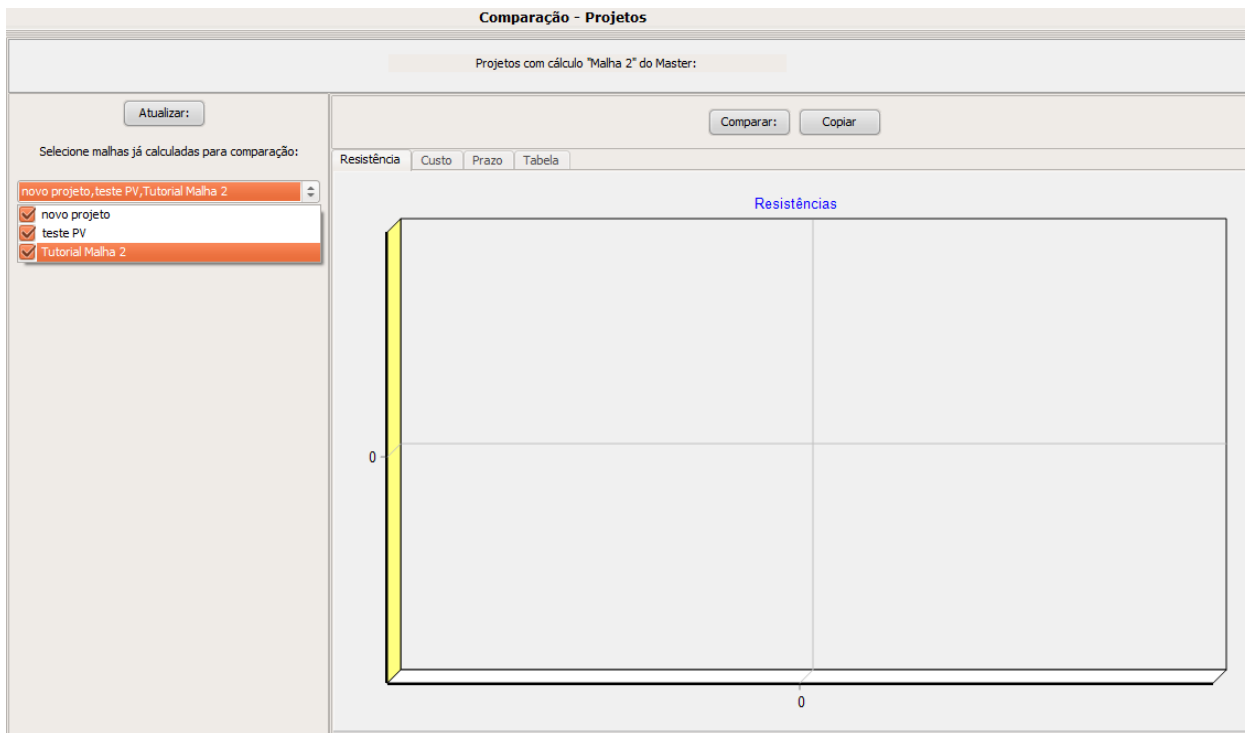 Comparação - Projetos
Projetos com cálculo "Malha 2" do Master:
Atualizar:
Selecione malhas já calculadas para comparação:
novo projeto,teste PV,Tutorial Malha 2
novo projeto
teste PV
Tutorial Malha 2
Comparar: Copiar
Resistência Custo Prazo Tabela
Resistências
0
0